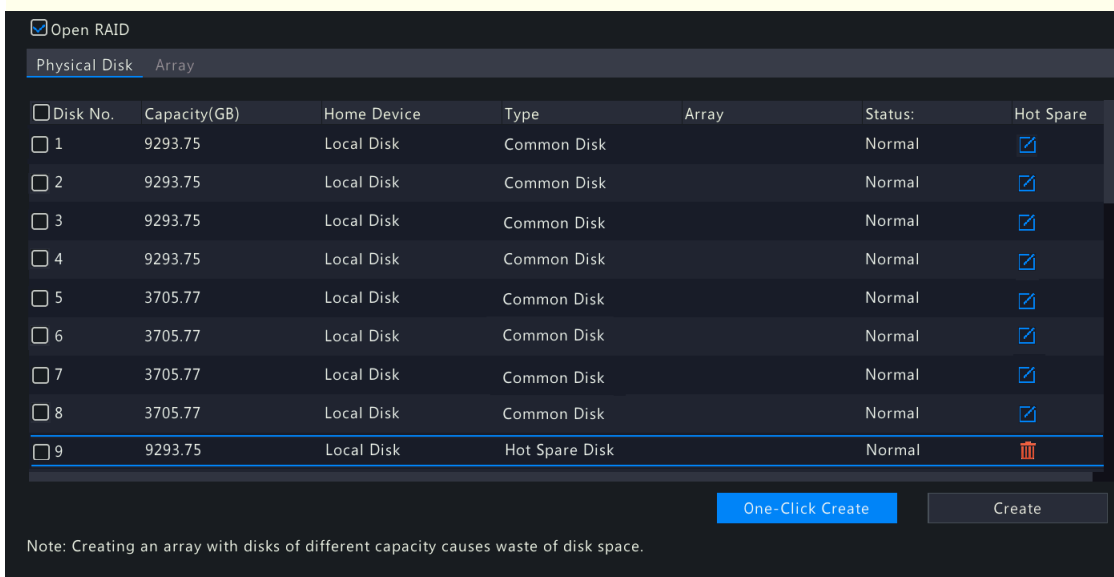 Open RAID
Physical Disk Array
Disk No. Capacity(GB) Home Device Type Array Status: Hot Spare
1 9293.75 Local Disk Common Disk Normal
2 9293.75 Local Disk Common Disk Normal
3 9293.75 Local Disk Common Disk Normal
4 9293.75 Local Disk Common Disk Normal
5 3705.77 Local Disk Common Disk Normal
6 3705.77 Local Disk Common Disk Normal
7 3705.77 Local Disk Common Disk Normal
8 3705.77 Local Disk Common Disk Normal
9 9293.75 Local Disk Hot Spare Disk Normal
One-Click Create Create
Note: Creating an array with disks of different capacity causes waste of disk space.